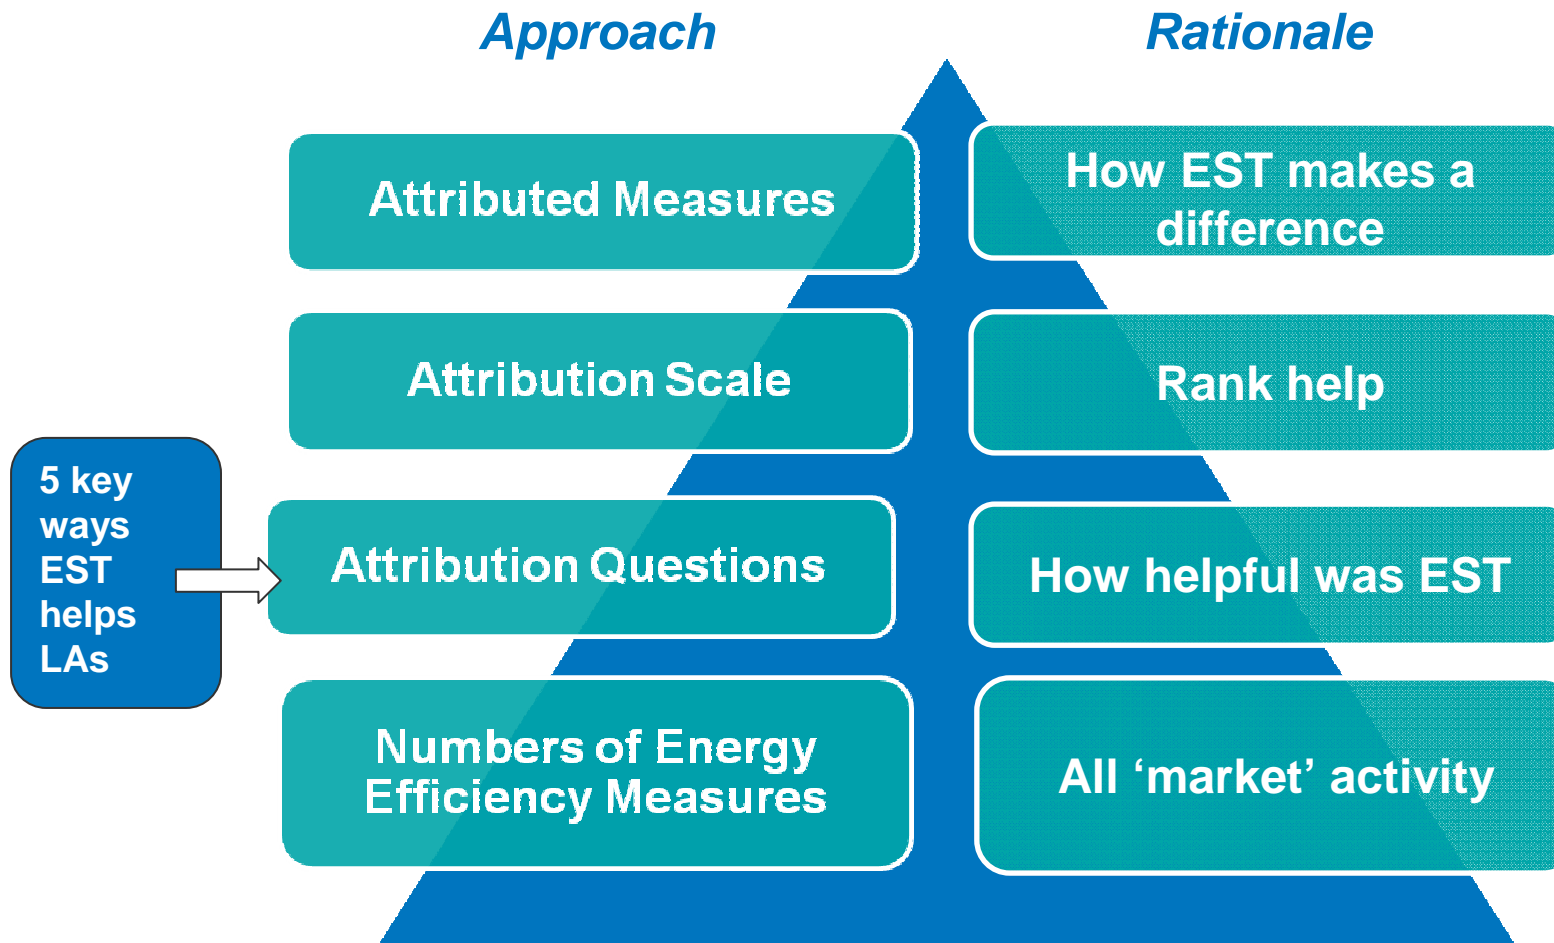 Approach
Rationale
Attributed Measures
How EST makes a
difference
Attribution Scale
Rank help
5 key
ways
EST
helps
LAs
Attribution Questions
How helpful was EST
Numbers of Energy
Efficiency Measures
All ‘market’ activity